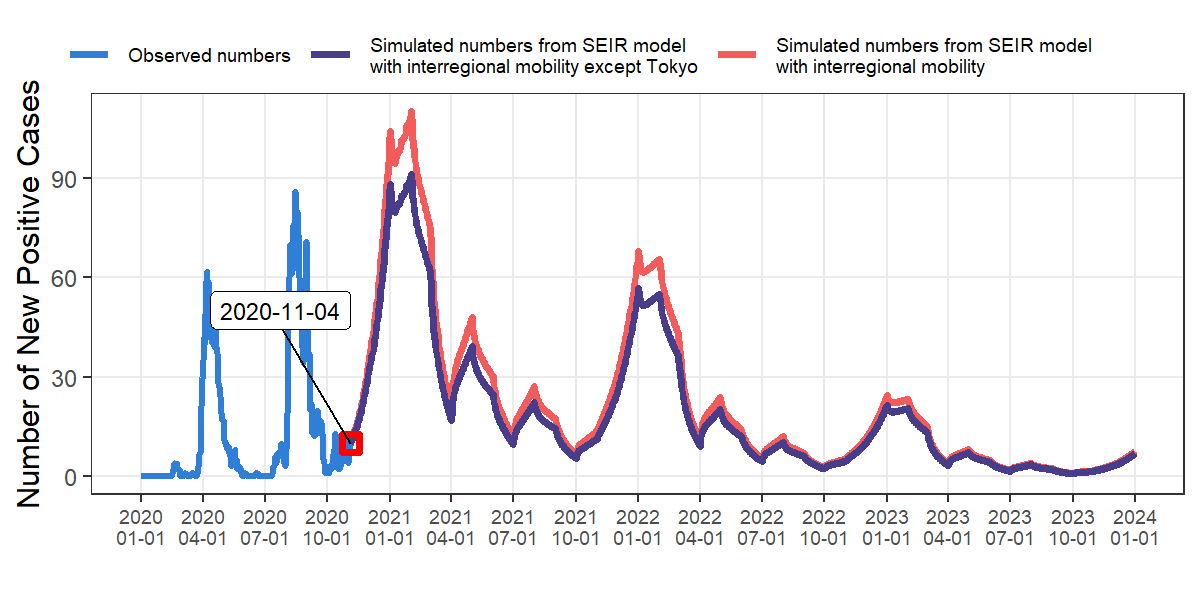 Observed numbers
Simulated numbers from SEIR model
with interregional mobility except Tokyo
Simulated numbers from SEIR model
with interregional mobility
Number of New Positive Cases
90
60
30
0
2020-11-04
2020 2020 2020 2020 2021 2021 2021 2021 2022 2022 2022 2022 2023 2023 2023 2023 2024
01-01 04-01 07-01 10-01 01-01 04-01 07-01 10-01 01-01 04-01 07-01 10-01 01-01 04-01 07-01 10-01 01-01